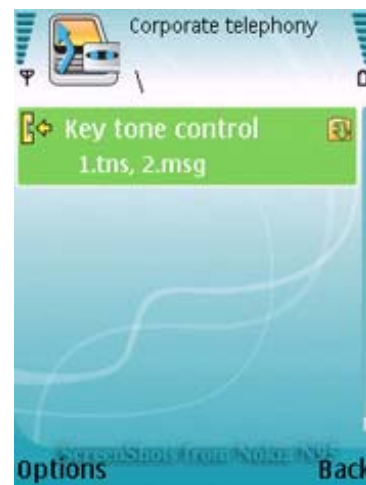 Corporate telephony
\
Key tone control
1.tns, 2.msg
ScreenShots from Nokia N95
Options
Back